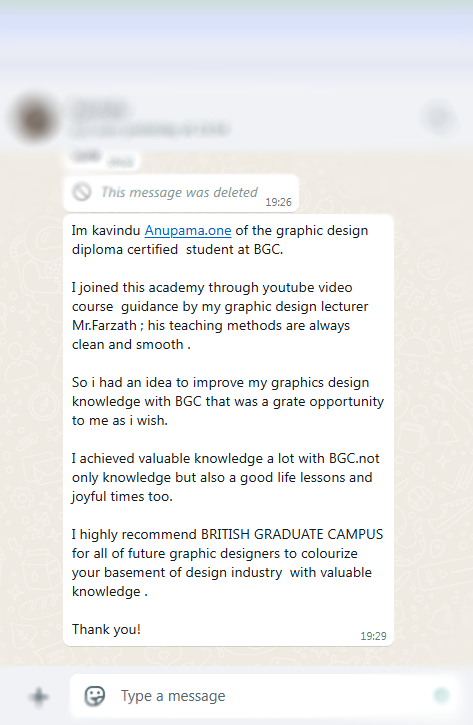 This message was deleted
19:26
Im kavindu Anupama.one of the graphic design
diploma certified  student at BGC.
I joined this academy through youtube video
course  guidance by my graphic design lecturer
Mr.Farzath ; his teaching methods are always
clean and smooth .
So i had an idea to improve my graphics design
knowledge with BGC that was a grate opportunity
to me as i wish.
I achieved valuable knowledge a lot with BGC.not
only knowledge but also a good life lessons and
joyful times too.
I highly recommend BRITISH GRADUATE CAMPUS
for all of future graphic designers to colourize
your basement of design industry  with valuable
knowledge .
Thank you!
19:29
Type a message